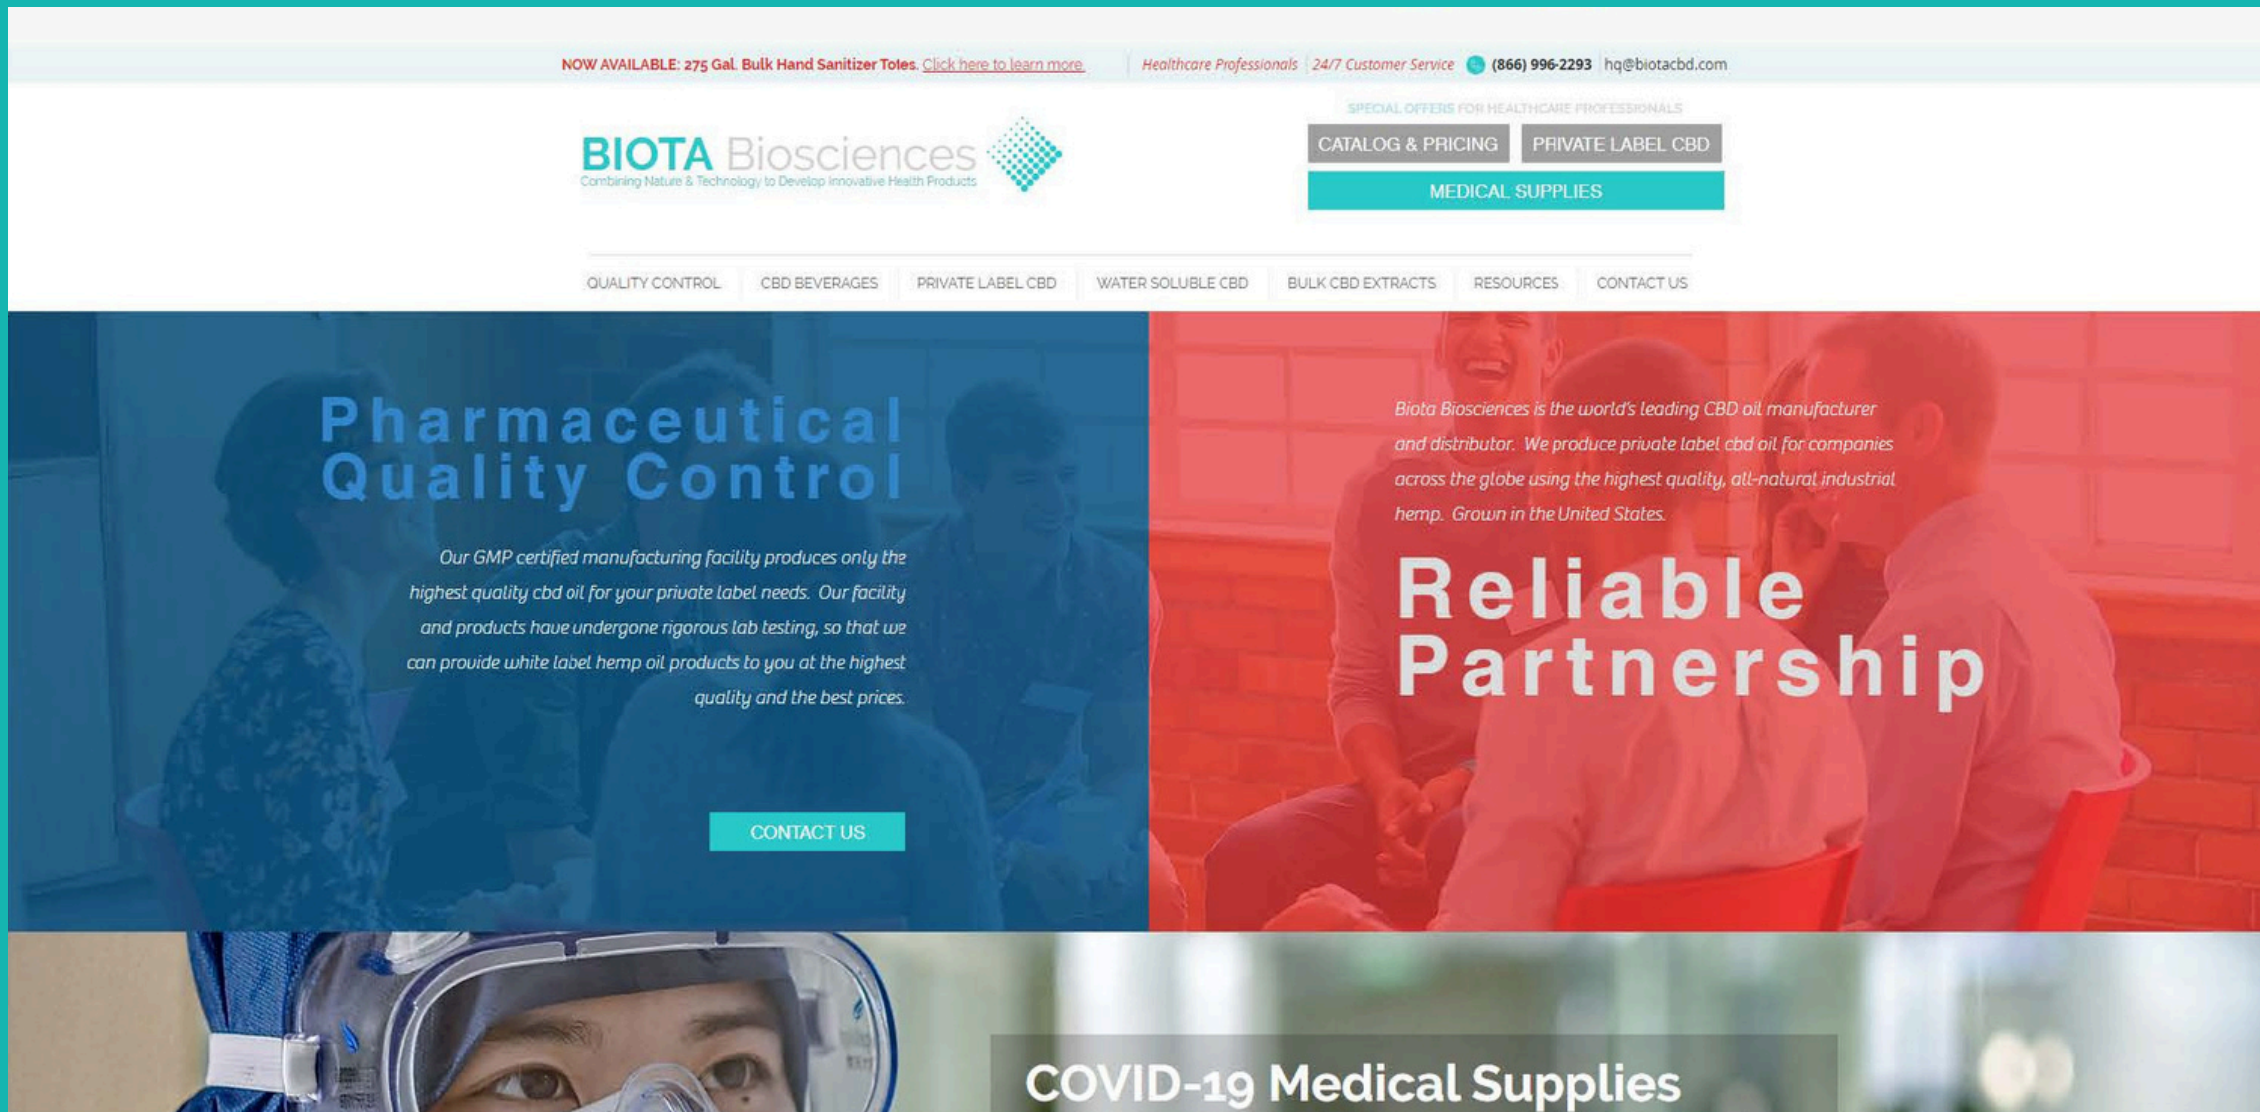 NOW AVAILABLE: 275 Gal. Bulk Hand Sanitizer Totes. Click here to learn more.
Healthcare Professionals
24/7 Customer Service
(866) 996-2293
hq@biotacbd.com
BIOTA Biosciences
Combining Nature & Technology to Develop Innovative Health Products
SPECIAL OFFERS FOR HEALTHCARE PROFESSIONALS
CATALOG & PRICING
PRIVATE LABEL CBD
MEDICAL SUPPLIES
QUALITY CONTROL
CBD BEVERAGES
PRIVATE LABEL CBD
WATER SOLUBLE CBD
BULK CBD EXTRACTS
RESOURCES
CONTACT US
Pharmaceutical
Quality Control
Our GMP certified manufacturing facility produces only the
highest quality cbd oil for your private label needs. Our facility
and products have undergone rigorous lab testing, so that we
can provide white label hemp oil products to you at the highest
quality and the best prices.
CONTACT US
Biota Biosciences is the world's leading CBD oil manufacturer
and distributor. We produce private label cbd oil for companies
across the globe using the highest quality, all-natural industrial
hemp. Grown in the United States.
Reliable
Partnership
COVID-19 Medical Supplies